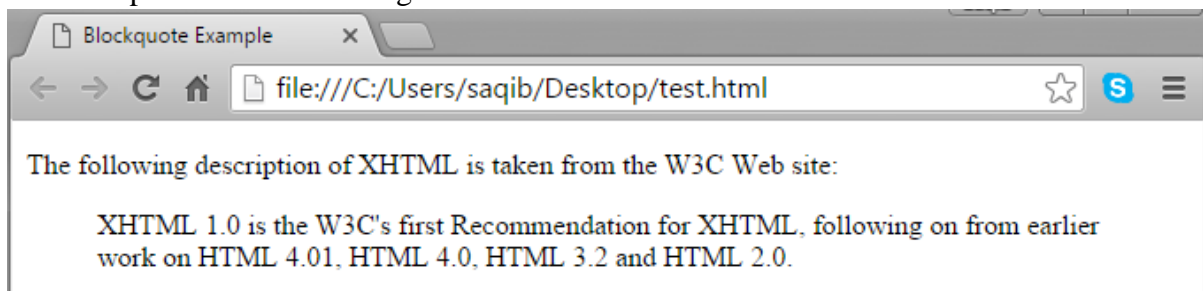 Blockquote Example
file:///C:/Users/saqib/Desktop/test.html
The following description of XHTML is taken from the W3C Web site:
XHTML 1.0 is the W3C's first Recommendation for XHTML, following on from earlier
work on HTML 4.01, HTML 4.0, HTML 3.2 and HTML 2.0.